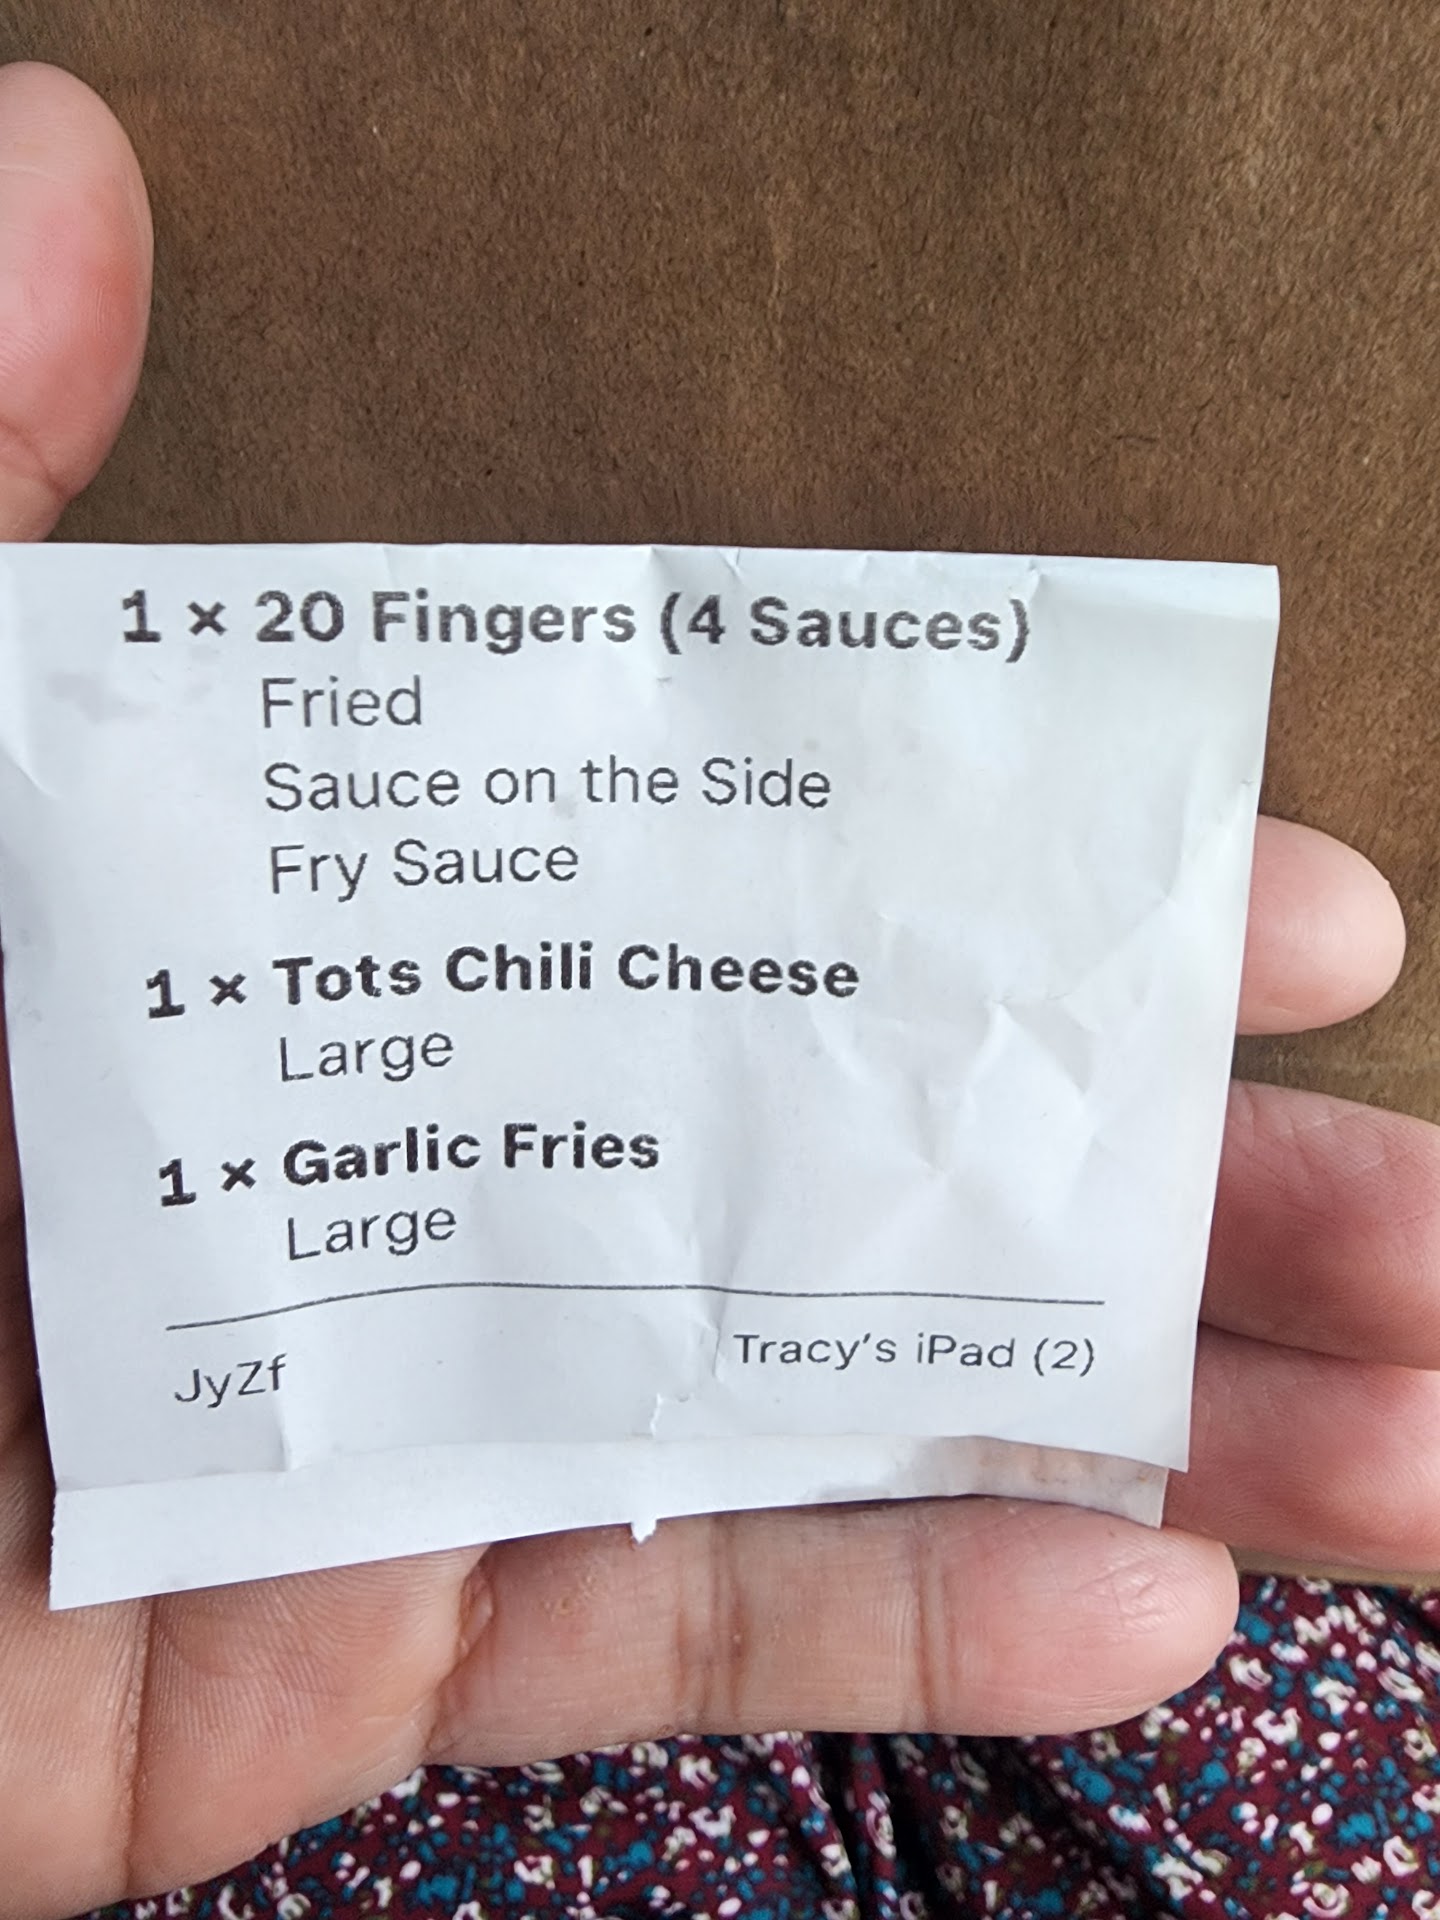 1 × 20 Fingers (4 Sauces)
Fried
Sauce on the Side
Fry Sauce
1 × Tots Chili Cheese
Large
1 × Garlic Fries
Large
JyZf Tracy's iPad (2)